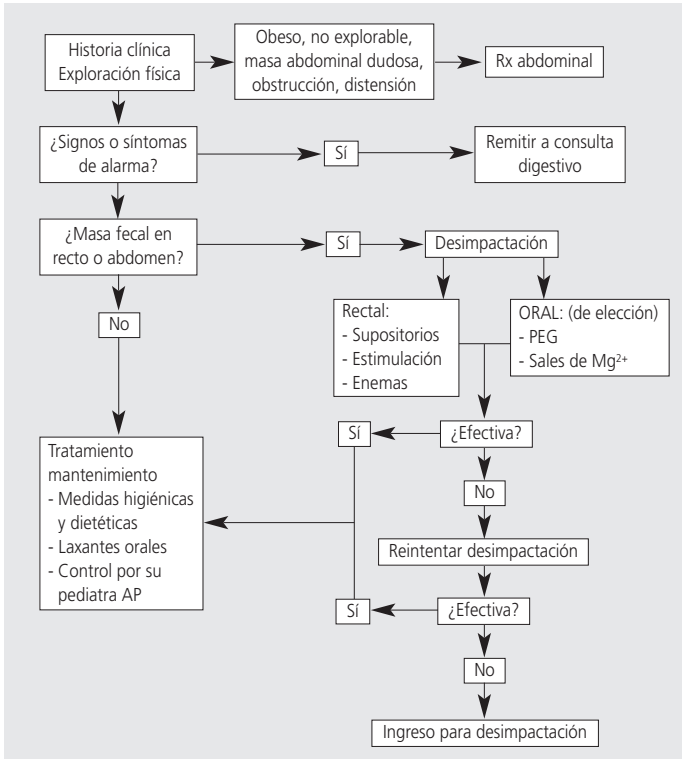 Historia clínica
Exploración física
Obeso, no explorable,
masa abdominal dudosa,
obstrucción, distensión
Rx abdominal
¿Signos o síntomas
de alarma?
Sí
Remitir a consulta
digestivo
¿Masa fecal en
recto o abdomen?
Sí
Desimpactación
No
Rectal:
- Supositorios
- Estimulación
- Enemas
ORAL: (de elección)
- PEG
- Sales de Mg²⁺
Sí
¿Efectiva?
Tratamiento
mantenimiento
- Medidas higiénicas
y dietéticas
- Laxantes orales
- Control por su
pediatra AP
No
Reintentar desimpactación
Sí
¿Efectiva?
No
Ingreso para desimpactación